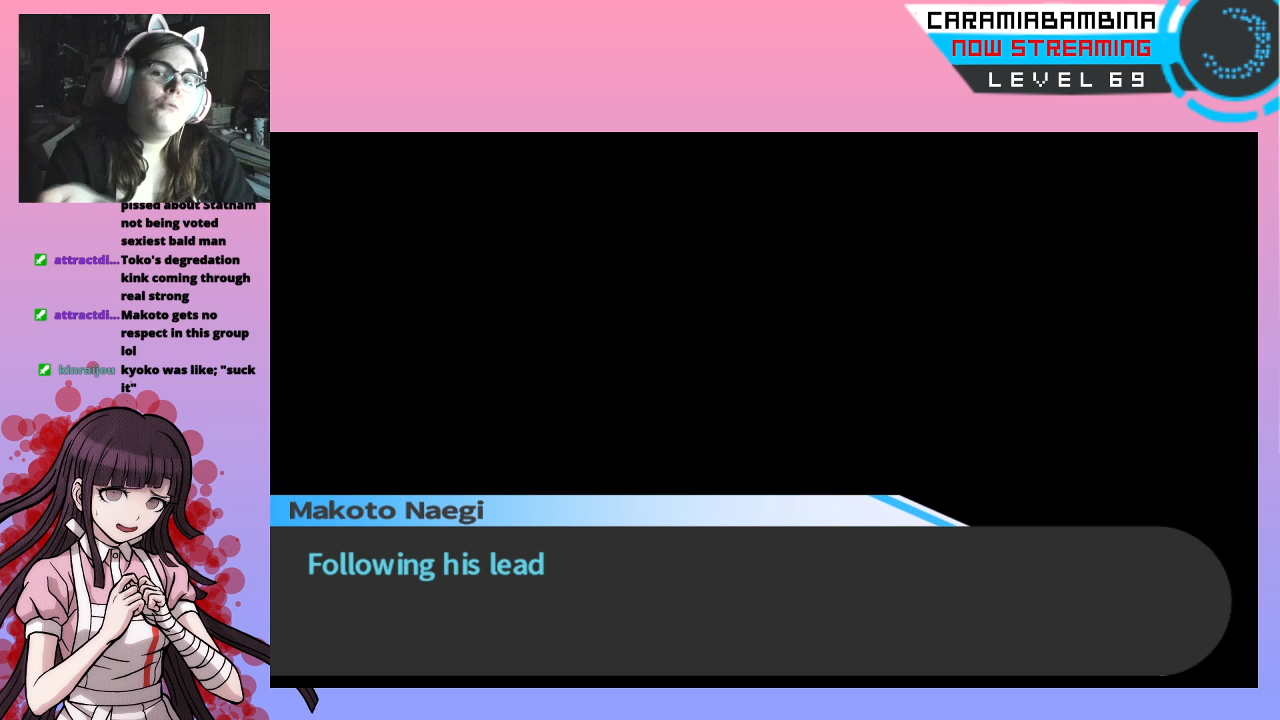 CARAMIABAMBINA
NOW STREAMING
LEVEL 69
pissed about Statham
not being voted
sexiest bald man
attractdi... Toko's degredation
kink coming through
real strong
attractdi... Makoto gets no
respect in this group
lol
kinraijou kyoko was like; "suck
it"
Makoto Naegi
Following his lead